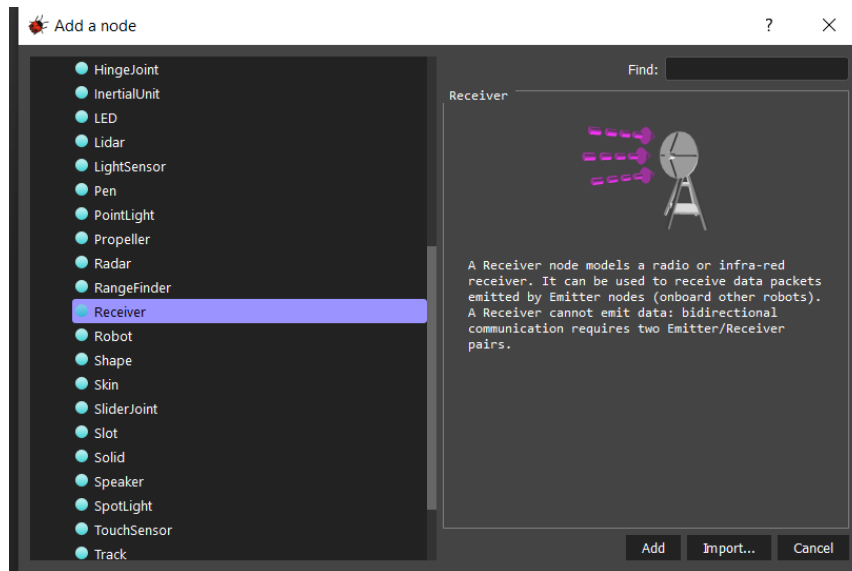 Add a node
?
Find:
HingeJoint
InertialUnit
LED
Lidar
LightSensor
Pen
PointLight
Propeller
Radar
RangeFinder
Receiver
Robot
Shape
Skin
SliderJoint
Slot
Solid
Speaker
SpotLight
TouchSensor
Track
Receiver
A Receiver node models a radio or infra-red
receiver. It can be used to receive data packets
emitted by Emitter nodes (onboard other robots).
A Receiver cannot emit data: bidirectional
communication requires two Emitter/Receiver
pairs.
Add
Import...
Cancel